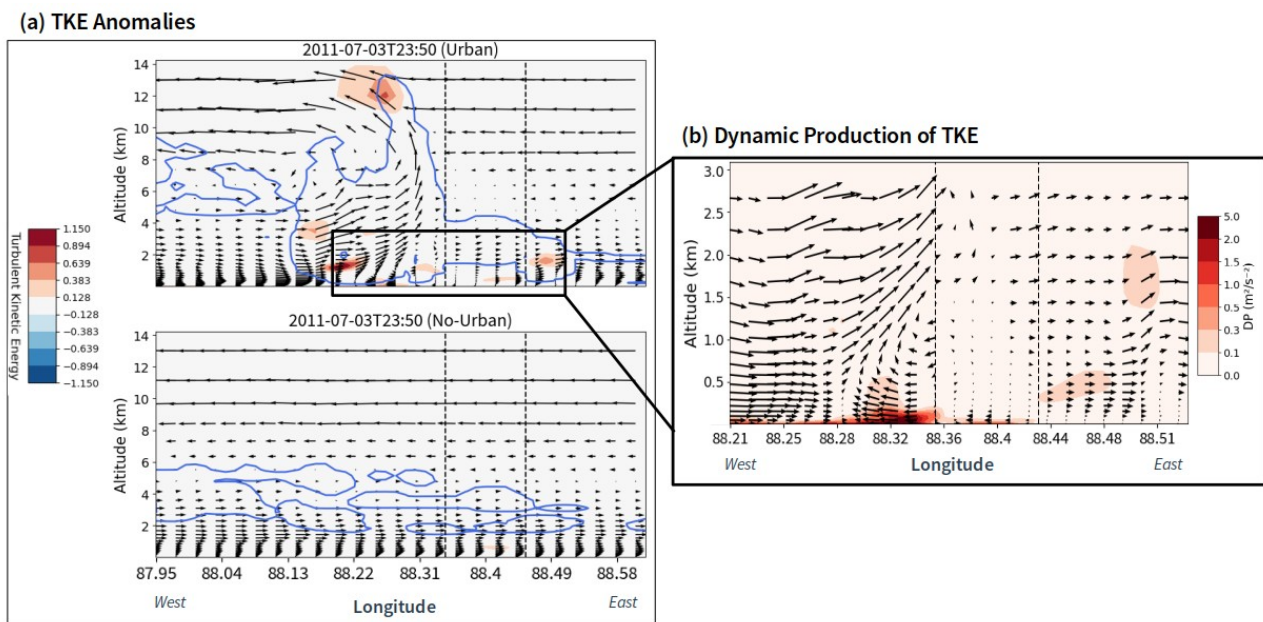 (a) TKE Anomalies
2011-07-03T23:50 (Urban)
14
12
10
8
6
4
2
Altitude (km)
Turbulent Kinetic Energy
1.150
0.894
0.639
0.383
0.128
−0.128
−0.383
−0.639
−0.894
−1.150
2011-07-03T23:50 (No-Urban)
14
12
10
8
6
4
2
Altitude (km)
87.95 88.04 88.13 88.22 88.31 88.4 88.49 88.58
West Longitude East
(b) Dynamic Production of TKE
3.0
2.5
2.0
1.5
1.0
0.5
Altitude (km)
88.21 88.25 88.28 88.32 88.36 88.4 88.44 88.48 88.51
West Longitude East
5.0
2.0
1.5
1.0
0.5
0.3
0.1
0.0
DP (m²/s⁻²)